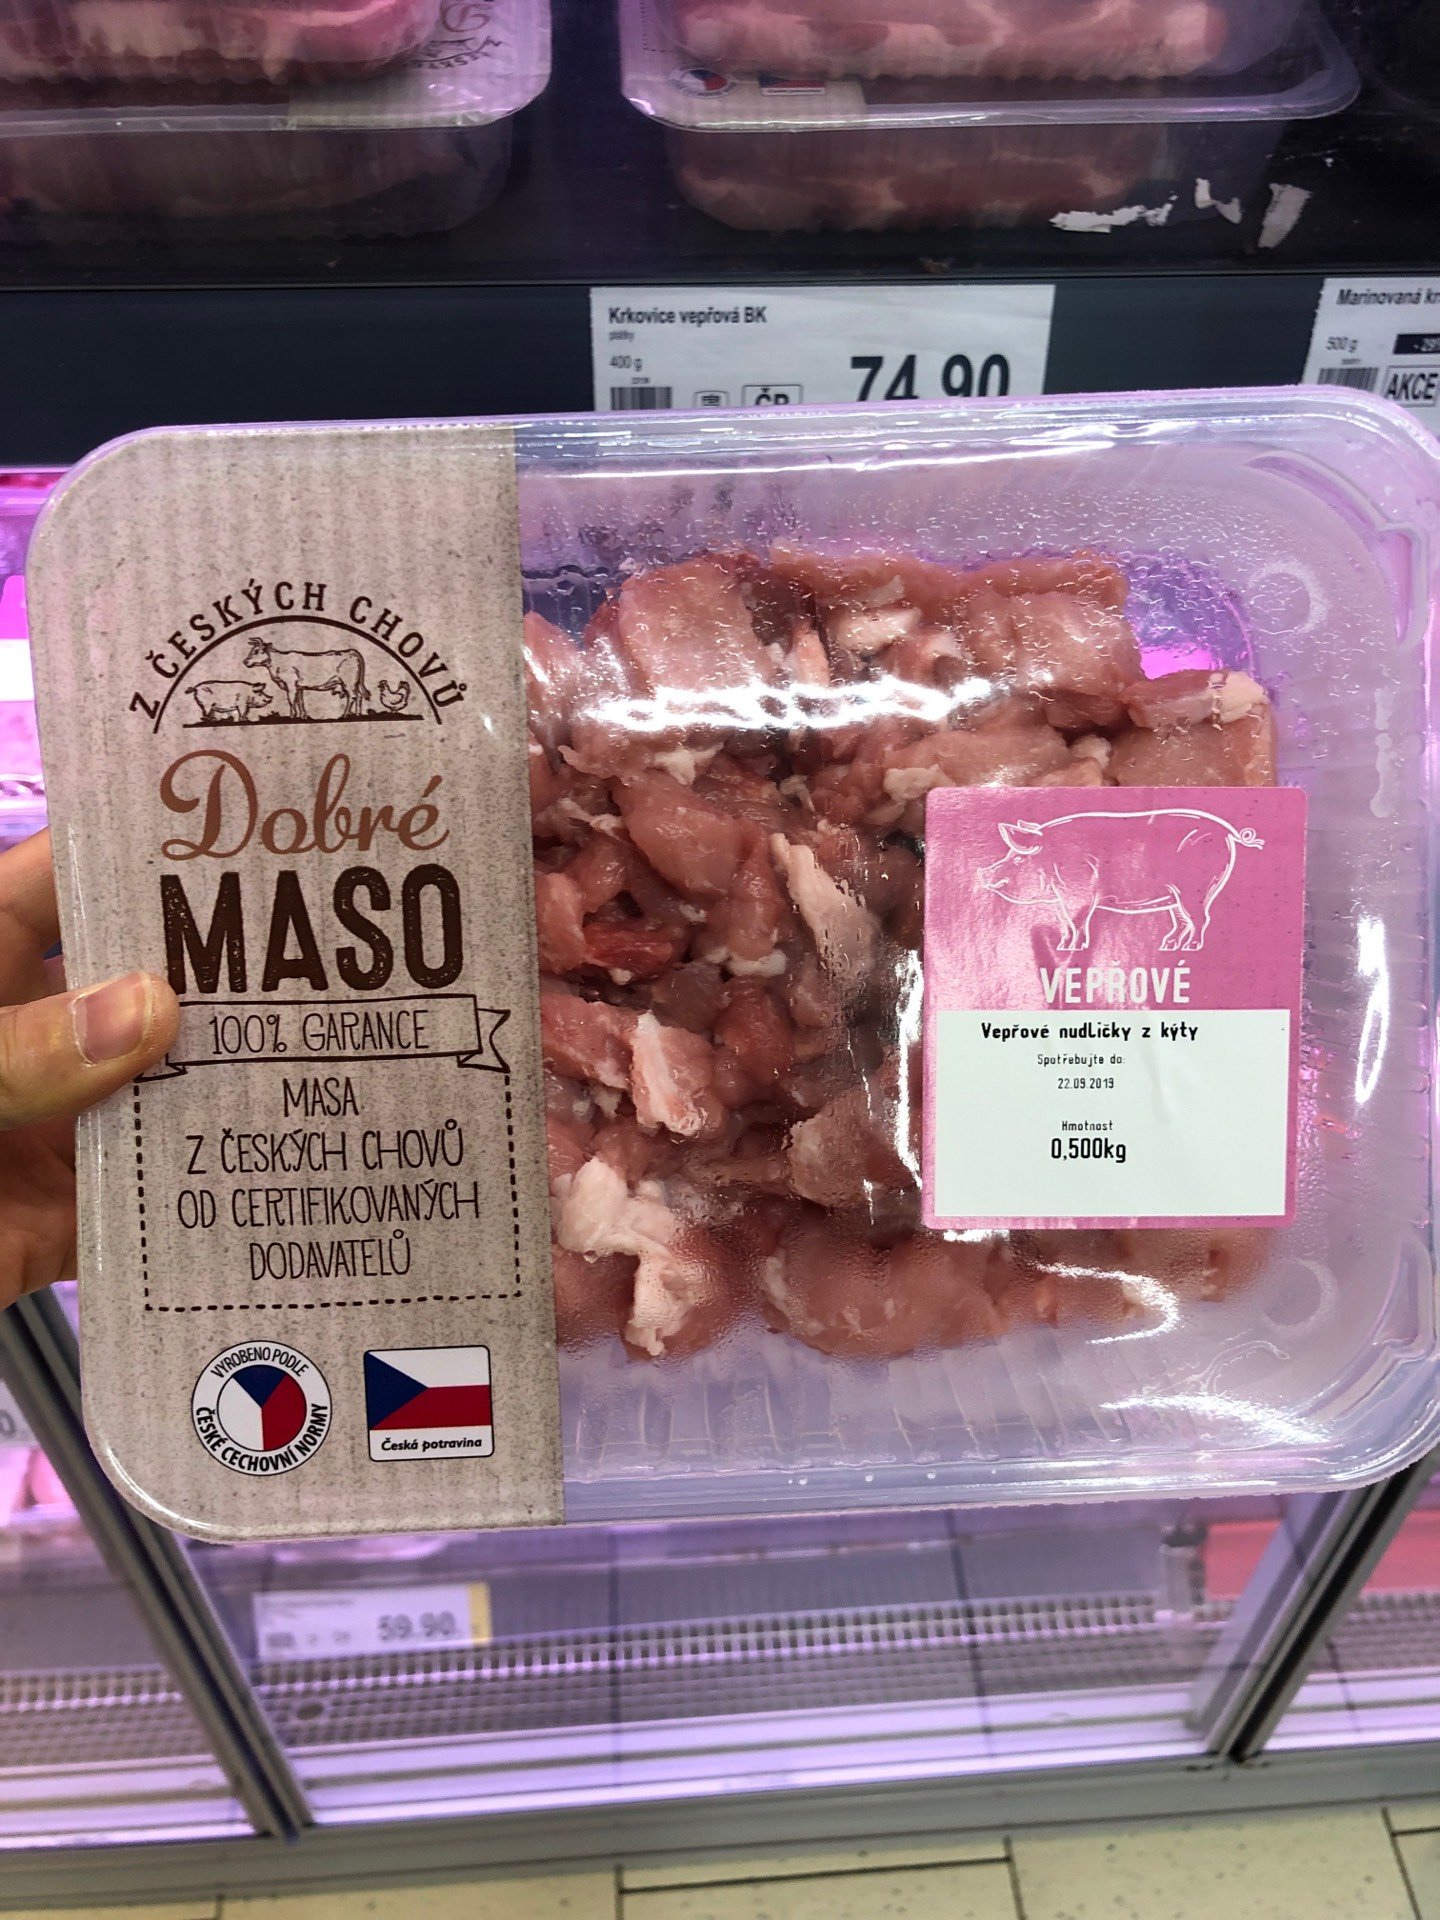 Krkovice vepřová BK
plátky
400 g
ČR
74.90
Marinovaná
500 g
AKCE
Z ČESKÝCH CHOVŮ
Dobré
MASO
100% GARANCE
MASA
Z ČESKÝCH CHOVŮ
OD CERTIFIKOVANÝCH
DODAVATELŮ
VYROBENO PODLE
ČESKÉ CECHOVNÍ NORMY
Česká potravina
VEPŘOVÉ
Vepřové nudličky z kýty
Spotřebujte do:
22.09.2019
Hmotnost
0,500kg
59.90